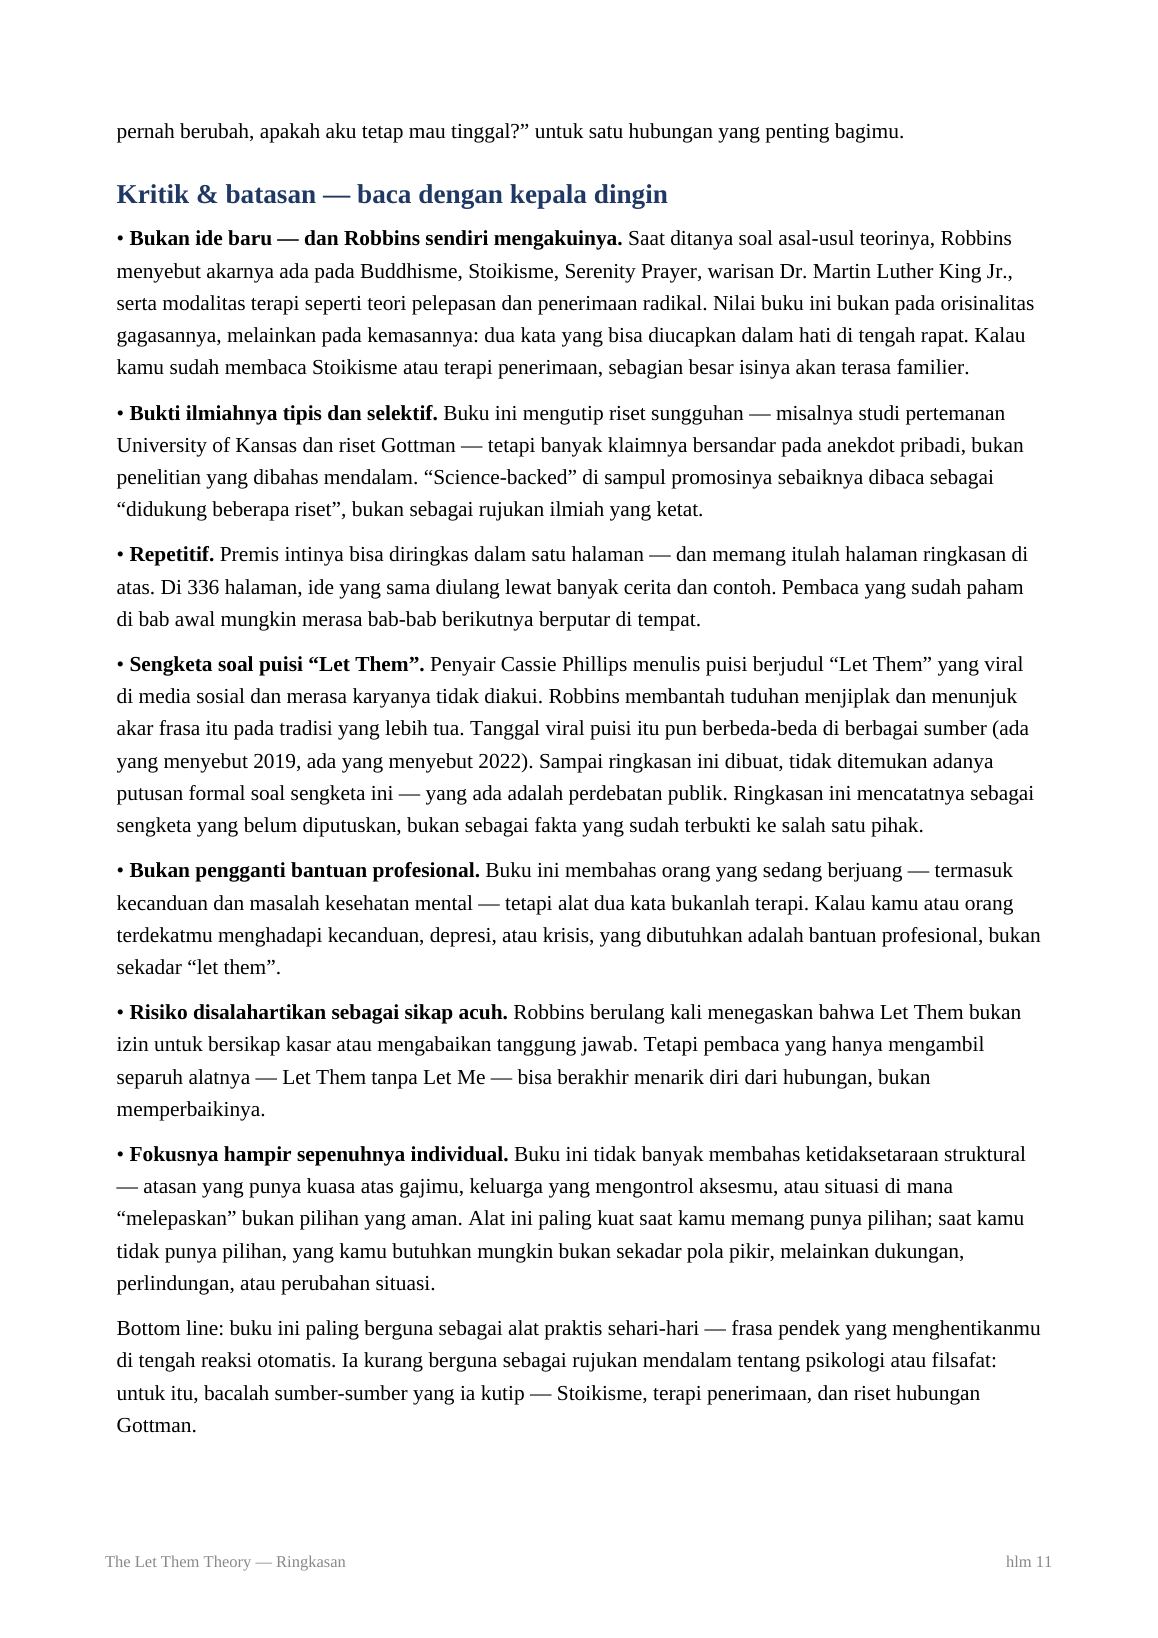 pernah berubah, apakah aku tetap mau tinggal?” untuk satu hubungan yang penting bagimu.
Kritik & batasan — baca dengan kepala dingin
• Bukan ide baru — dan Robbins sendiri mengakuinya. Saat ditanya soal asal-usul teorinya, Robbins
menyebut akarnya ada pada Buddhisme, Stoikisme, Serenity Prayer, warisan Dr. Martin Luther King Jr.,
serta modalitas terapi seperti teori pelepasan dan penerimaan radikal. Nilai buku ini bukan pada orisinalitas
gagasannya, melainkan pada kemasannya: dua kata yang bisa diucapkan dalam hati di tengah rapat. Kalau
kamu sudah membaca Stoikisme atau terapi penerimaan, sebagian besar isinya akan terasa familier.
• Bukti ilmiahnya tipis dan selektif. Buku ini mengutip riset sungguhan — misalnya studi pertemanan
University of Kansas dan riset Gottman — tetapi banyak klaimnya bersandar pada anekdot pribadi, bukan
penelitian yang dibahas mendalam. “Science-backed” di sampul promosinya sebaiknya dibaca sebagai
“didukung beberapa riset”, bukan sebagai rujukan ilmiah yang ketat.
• Repetitif. Premis intinya bisa diringkas dalam satu halaman — dan memang itulah halaman ringkasan di
atas. Di 336 halaman, ide yang sama diulang lewat banyak cerita dan contoh. Pembaca yang sudah paham
di bab awal mungkin merasa bab-bab berikutnya berputar di tempat.
• Sengketa soal puisi “Let Them”. Penyair Cassie Phillips menulis puisi berjudul “Let Them” yang viral
di media sosial dan merasa karyanya tidak diakui. Robbins membantah tuduhan menjiplak dan menunjuk
akar frasa itu pada tradisi yang lebih tua. Tanggal viral puisi itu pun berbeda-beda di berbagai sumber (ada
yang menyebut 2019, ada yang menyebut 2022). Sampai ringkasan ini dibuat, tidak ditemukan adanya
putusan formal soal sengketa ini — yang ada adalah perdebatan publik. Ringkasan ini mencatatnya sebagai
sengketa yang belum diputuskan, bukan sebagai fakta yang sudah terbukti ke salah satu pihak.
• Bukan pengganti bantuan profesional. Buku ini membahas orang yang sedang berjuang — termasuk
kecanduan dan masalah kesehatan mental — tetapi alat dua kata bukanlah terapi. Kalau kamu atau orang
terdekatmu menghadapi kecanduan, depresi, atau krisis, yang dibutuhkan adalah bantuan profesional, bukan
sekadar “let them”.
• Risiko disalahartikan sebagai sikap acuh. Robbins berulang kali menegaskan bahwa Let Them bukan
izin untuk bersikap kasar atau mengabaikan tanggung jawab. Tetapi pembaca yang hanya mengambil
separuh alatnya — Let Them tanpa Let Me — bisa berakhir menarik diri dari hubungan, bukan
memperbaikinya.
• Fokusnya hampir sepenuhnya individual. Buku ini tidak banyak membahas ketidaksetaraan struktural
— atasan yang punya kuasa atas gajimu, keluarga yang mengontrol aksesmu, atau situasi di mana
“melepaskan” bukan pilihan yang aman. Alat ini paling kuat saat kamu memang punya pilihan; saat kamu
tidak punya pilihan, yang kamu butuhkan mungkin bukan sekadar pola pikir, melainkan dukungan,
perlindungan, atau perubahan situasi.
Bottom line: buku ini paling berguna sebagai alat praktis sehari-hari — frasa pendek yang menghentikanmu
di tengah reaksi otomatis. Ia kurang berguna sebagai rujukan mendalam tentang psikologi atau filsafat:
untuk itu, bacalah sumber-sumber yang ia kutip — Stoikisme, terapi penerimaan, dan riset hubungan
Gottman.
The Let Them Theory — Ringkasan
hlm 11